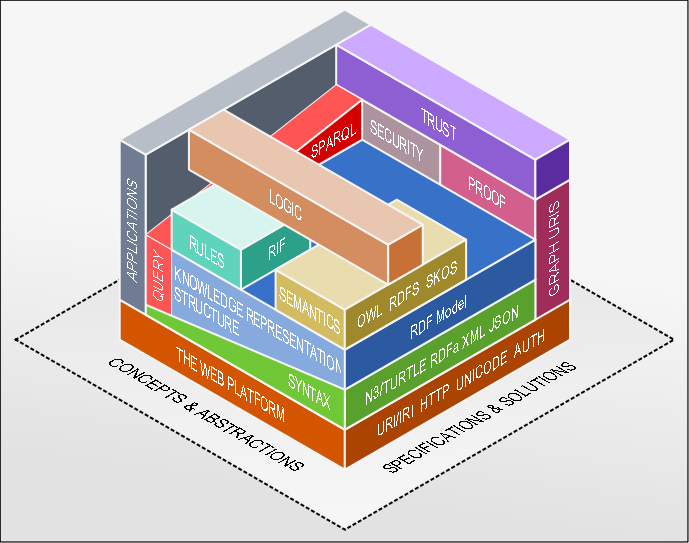 TRUST
SPARQL
SECURITY
PROOF
APPLICATIONS
LOGIC
GRAPH URIS
RULES
RIF
QUERY
KNOWLEDGE REPRESENTATION
STRUCTURE
SEMANTICS
OWL RDFS SKOS
RDF Model
SYNTAX
N3/TURTLE RDFa XML JSON
THE WEB PLATFORM
URI/IRI HTTP UNICODE AUTH
CONCEPTS & ABSTRACTIONS
SPECIFICATIONS & SOLUTIONS